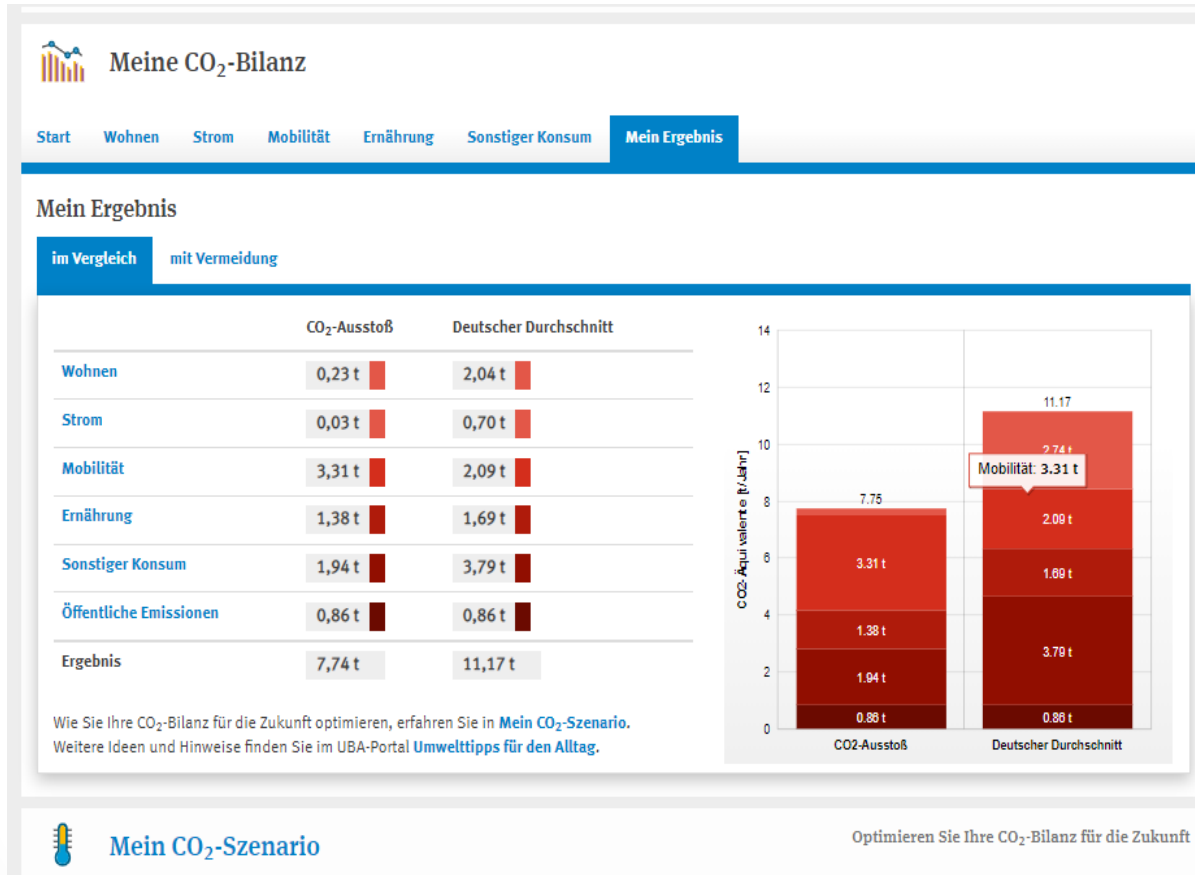 Meine CO₂-Bilanz
Start Wohnen Strom Mobilität Ernährung Sonstiger Konsum Mein Ergebnis
Mein Ergebnis
im Vergleich mit Vermeidung
CO₂-Ausstoß Deutscher Durchschnitt
Wohnen 0,23 t 2,04 t
Strom 0,03 t 0,70 t
Mobilität 3,31 t 2,09 t
Ernährung 1,38 t 1,69 t
Sonstiger Konsum 1,94 t 3,79 t
Öffentliche Emissionen 0,86 t 0,86 t
Ergebnis 7,74 t 11,17 t
Wie Sie Ihre CO₂-Bilanz für die Zukunft optimieren, erfahren Sie in Mein CO₂-Szenario.
Weitere Ideen und Hinweise finden Sie im UBA-Portal Umwelttipps für den Alltag.
CO2-Äquivalente [t/Jahr]
14
12
10
8
6
4
2
0
7.75
3.31 t
1.38 t
1.94 t
0.86 t
CO2-Ausstoß
11.17
2.74 t
Mobilität: 3.31 t
2.09 t
1.69 t
3.79 t
0.86 t
Deutscher Durchschnitt
Mein CO₂-Szenario
Optimieren Sie Ihre CO₂-Bilanz für die Zukunft